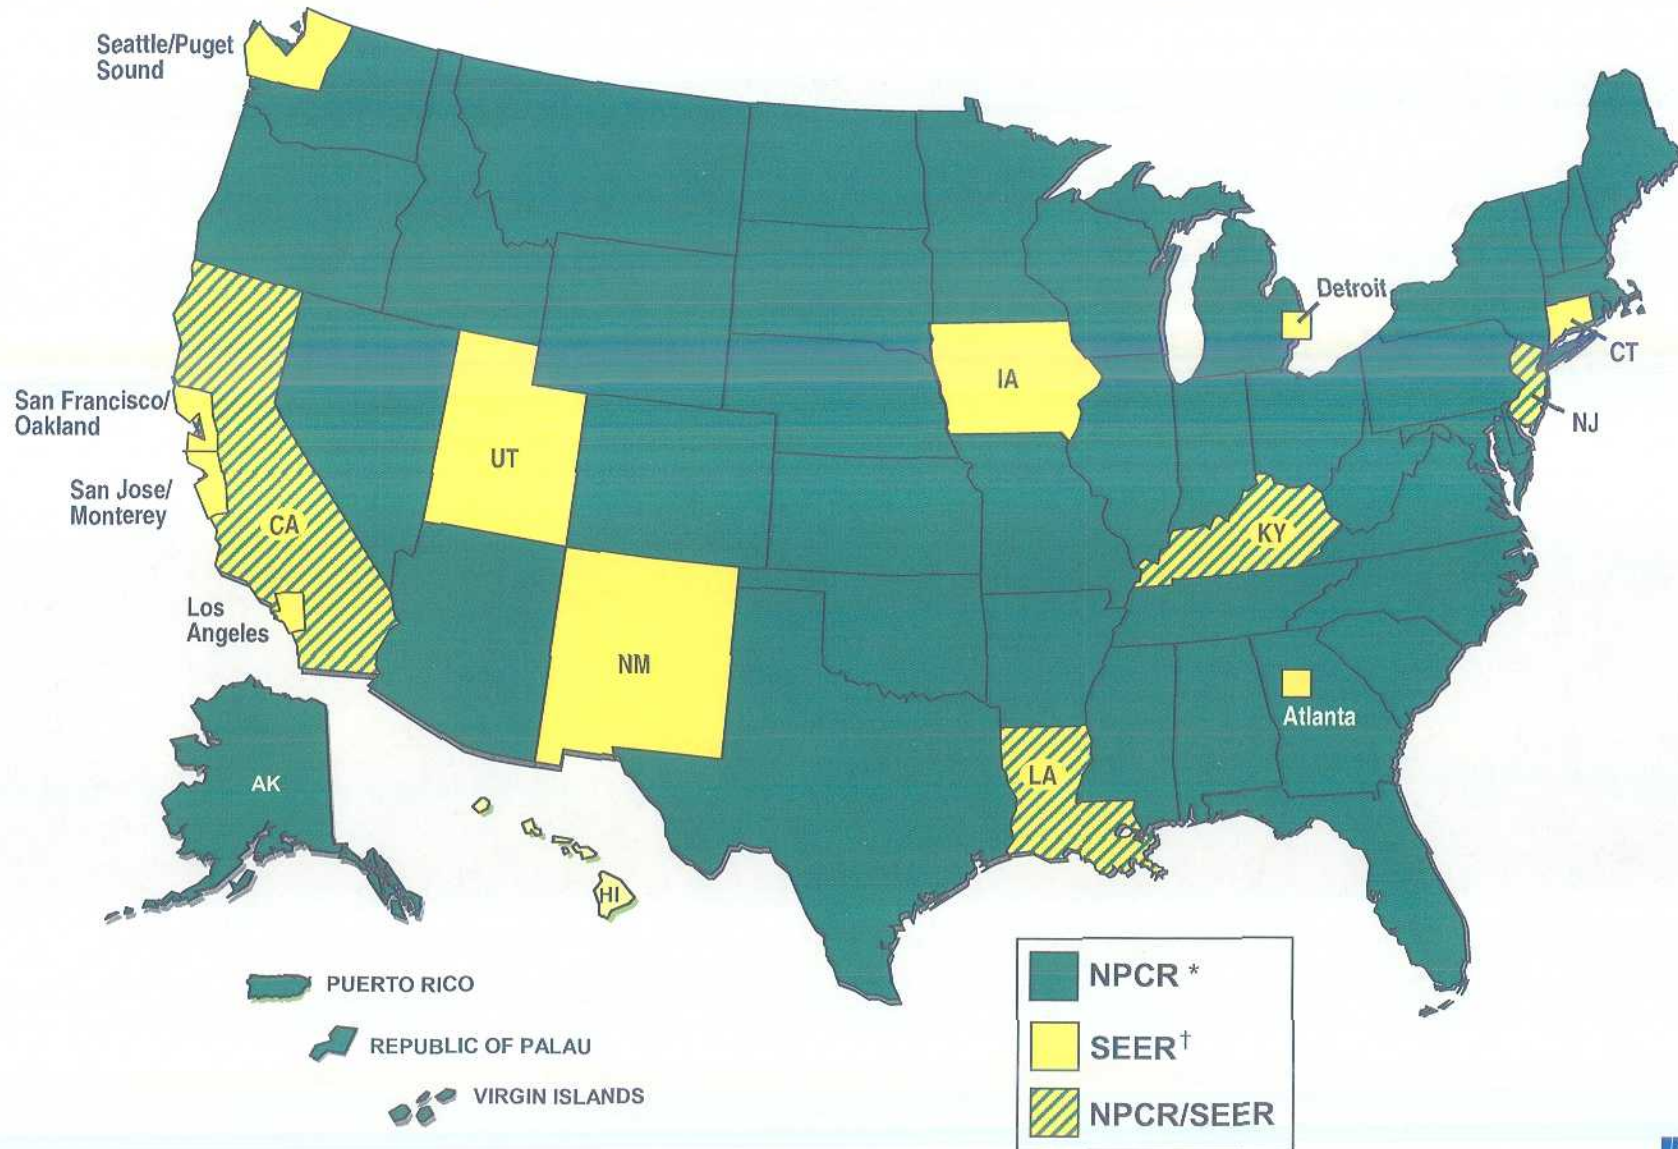 Seattle/Puget
Sound
Detroit
CT
NJ
IA
San Francisco/
Oakland
UT
San Jose/
Monterey
CA
KY
Los
Angeles
NM
Atlanta
LA
AK
HI
PUERTO RICO
REPUBLIC OF PALAU
VIRGIN ISLANDS
NPCR *
SEER†
NPCR/SEER